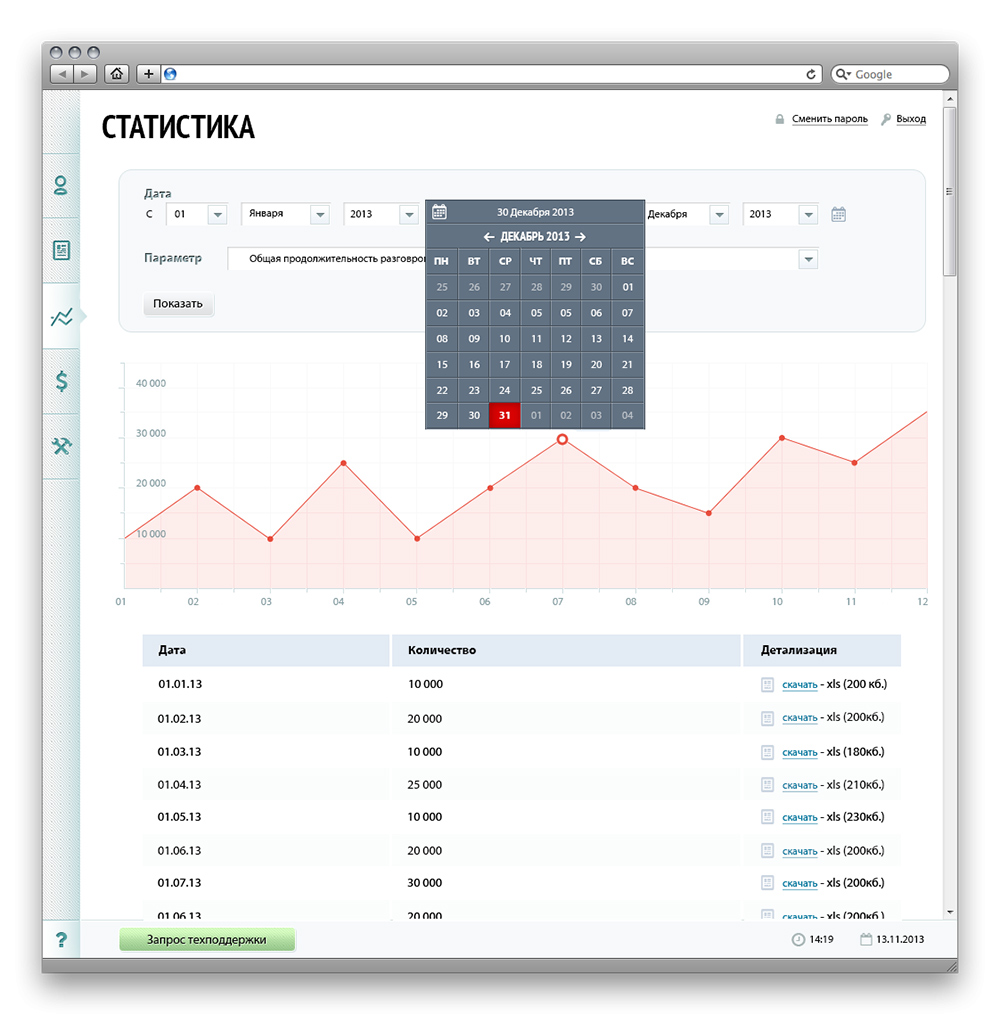 Google
СТАТИСТИКА
Сменить пароль Выход
Дата
С 01 Января 2013 Декабря 2013
30 Декабря 2013
ДЕКАБРЬ 2013
Параметр Общая продолжительность разговоров
ПН ВТ СР ЧТ ПТ СБ ВС
25 26 27 28 29 30 01
02 03 04 05 05 06 07
08 09 10 11 12 13 14
15 16 17 18 19 20 21
22 23 24 25 26 27 28
29 30 31 01 02 03 04
Показать
40 000
30 000
20 000
10 000
01 02 03 04 05 06 07 08 09 10 11 12
Дата Количество Детализация
01.01.13 10 000 скачать - xls (200 кб.)
01.02.13 20 000 скачать - xls (200кб.)
01.03.13 10 000 скачать - xls (180кб.)
01.04.13 25 000 скачать - xls (210кб.)
01.05.13 10 000 скачать - xls (230кб.)
01.06.13 20 000 скачать - xls (200кб.)
01.07.13 30 000 скачать - xls (200кб.)
01.06.13 20 000 скачать - xls (200кб.)
? Запрос техподдержки 14:19 13.11.2013